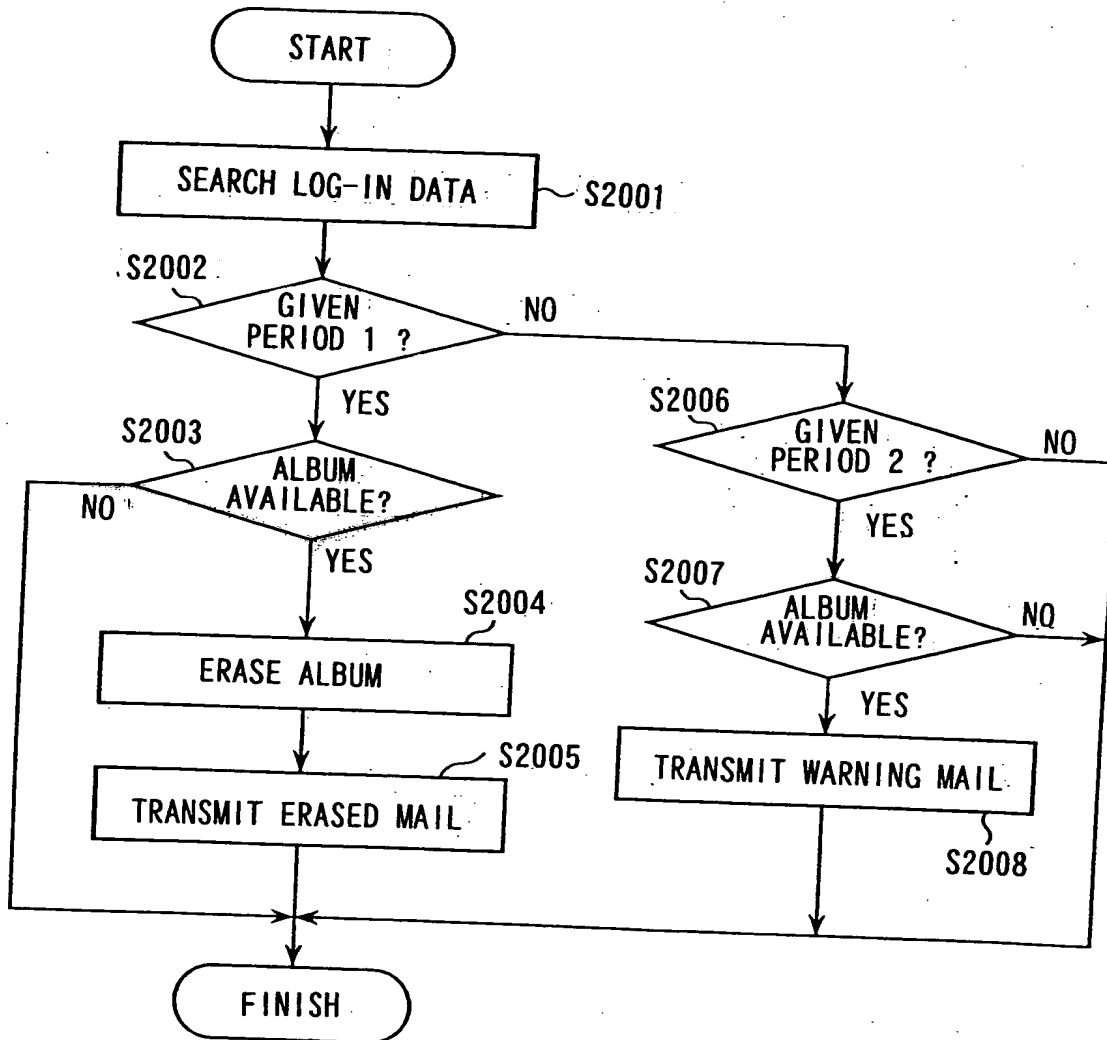 START
SEARCH LOG-IN DATA
S2001
S2002
GIVEN
PERIOD 1 ?
NO
YES
S2003
ALBUM
AVAILABLE?
NO
YES
S2004
ERASE ALBUM
S2005
TRANSMIT ERASED MAIL
S2006
GIVEN
PERIOD 2 ?
NO
YES
S2007
ALBUM
AVAILABLE?
NO
YES
TRANSMIT WARNING MAIL
S2008
FINISH